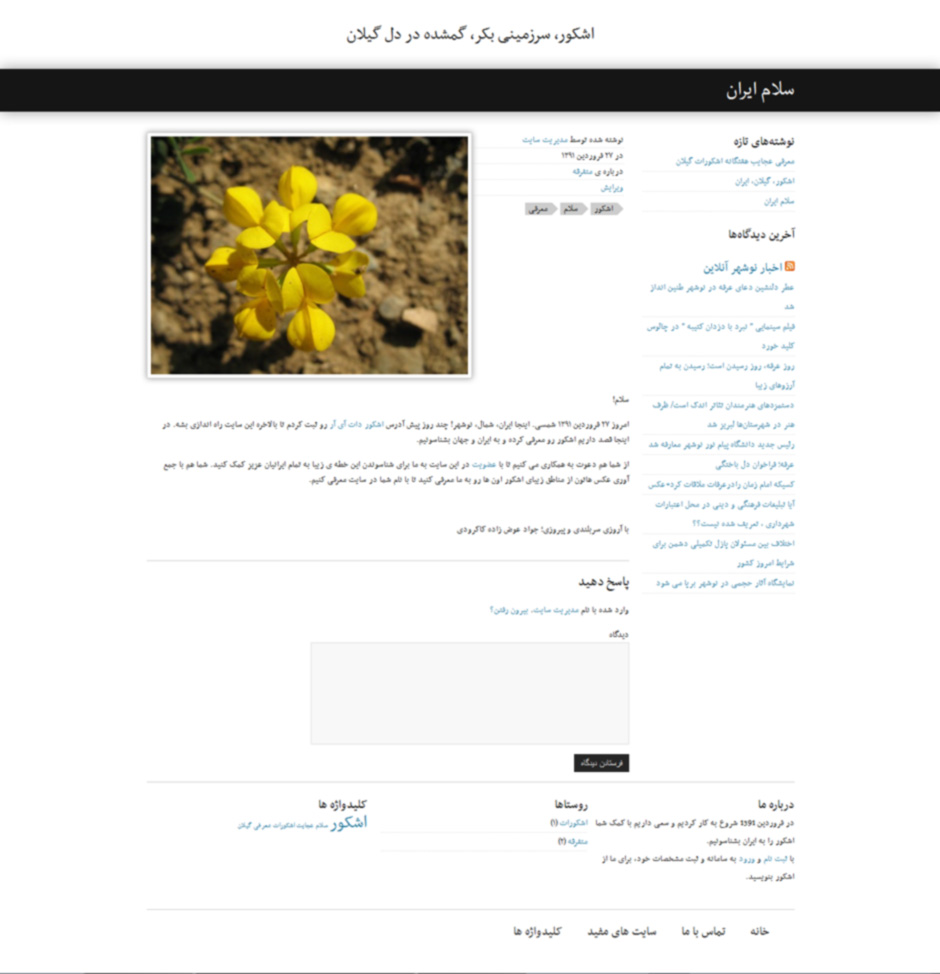 اشکور، سرزمینی بکر، گمشده در دل گیلان
سلام ایران
نوشته‌های تازه
معرفی عجایب هفتگانه اشکورات گیلان
اشکور، گیلان، ایران
سلام ایران
آخرین دیدگاه‌ها
اخبار نوشهر آنلاین
عطر دلنشین دعای عرفه در نوشهر طنین انداز
شد
فیلم سینمایی " نبرد با دزدان کتیبه " در چالوس
کلید خورد
روز عرفه، روز رسیدن است؛ رسیدن به تمام
آرزوهای زیبا
دستمزدهای هنرمندان تئاتر اندک است/ ظرف
هنر در شهرستان‌ها لبریز شد
رئیس جدید دانشگاه پیام نور نوشهر معارفه شد
عرفه؛ فراخوان دل باختگی
کسیکه امام زمان رادرعرفات ملاقات کرد+عکس
آیا تبلیغات فرهنگی و دینی در محل اعتبارات
شهرداری ، تعریف شده نیست؟؟
اختلاف بین مسئولان پازل تکمیلی دشمن برای
شرایط امروز کشور
نمایشگاه آثار حجمی در نوشهر برپا می شود
نوشته شده توسط مدیریت سایت
در ۲۷ فروردین ۱۳۹۱
درباره ی متفرقه
ویرایش
اشکور سلام معرفی
سلام!
امروز ۲۷ فروردین ۱۳۹۱ شمسی. اینجا ایران، شمال، نوشهر! چند روز پیش آدرس اشکور دات آی آر رو ثبت کردم تا بالاخره این سایت راه اندازی بشه. در
اینجا قصد داریم اشکور رو معرفی کرده و به ایران و جهان بشناسونیم.
از شما هم دعوت به همکاری می کنیم تا با عضویت در این سایت به ما برای شناسوندن این خطه ی زیبا به تمام ایرانیان عزیز کمک کنید. شما هم با جمع
آوری عکس هاتون از مناطق زیبای اشکور اون ها رو به ما معرفی کنید تا با نام شما در سایت معرفی کنیم.
با آروزی سربلندی و پیروزی؛ جواد عوض زاده کاکرودی
پاسخ دهید
وارد شده با نام مدیریت سایت. بیرون رفتن؟
دیدگاه
فرستادن دیدگاه
درباره ما
در فروردین 1391 شروع به کار کردیم و سعی داریم با کمک شما
اشکور را به ایران بشناسونیم.
با ثبت نام و ورود به سامانه و ثبت مشخصات خود، برای ما از
اشکور بنویسید.
روستاها
اشکورات (۱)
متفرقه (۲)
کلیدواژه ها
اشکور سلام عجایب اشکورات معرفی گیلان
خانه تماس با ما سایت های مفید کلیدواژه ها